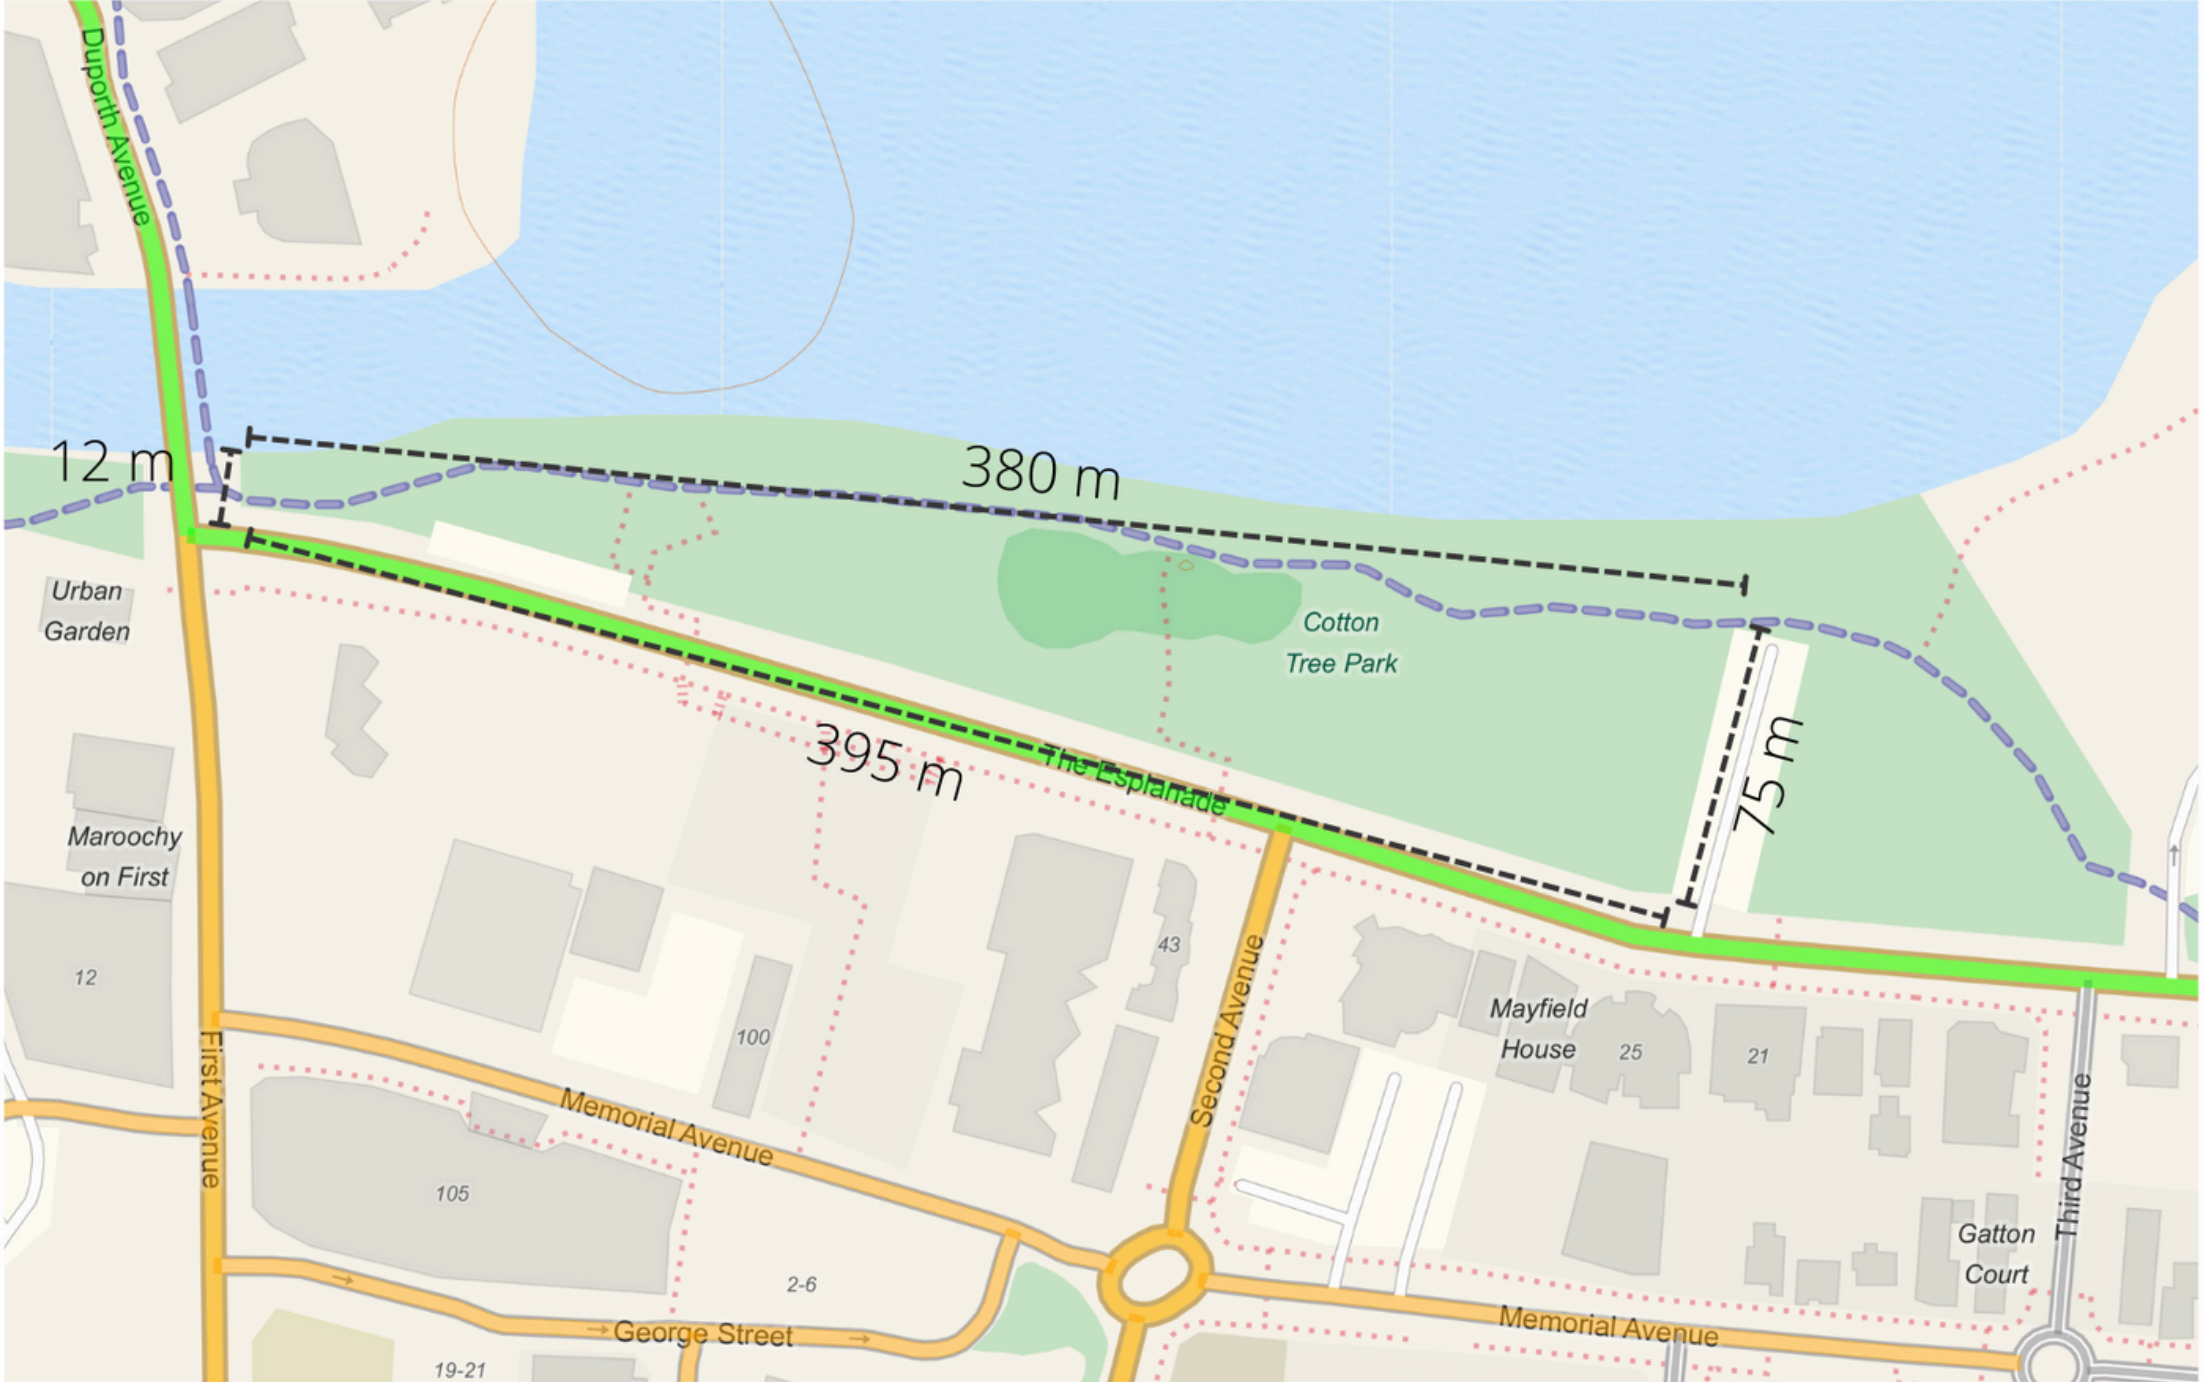 Duporth Avenue
12 m
380 m
Urban
Garden
Cotton
Tree Park
395 m
The Esplanade
75 m
Maroochy
on First
12
43
100
Second Avenue
Mayfield
House
25
21
First Avenue
Memorial Avenue
Third Avenue
105
2-6
Gatton
Court
George Street
Memorial Avenue
19-21